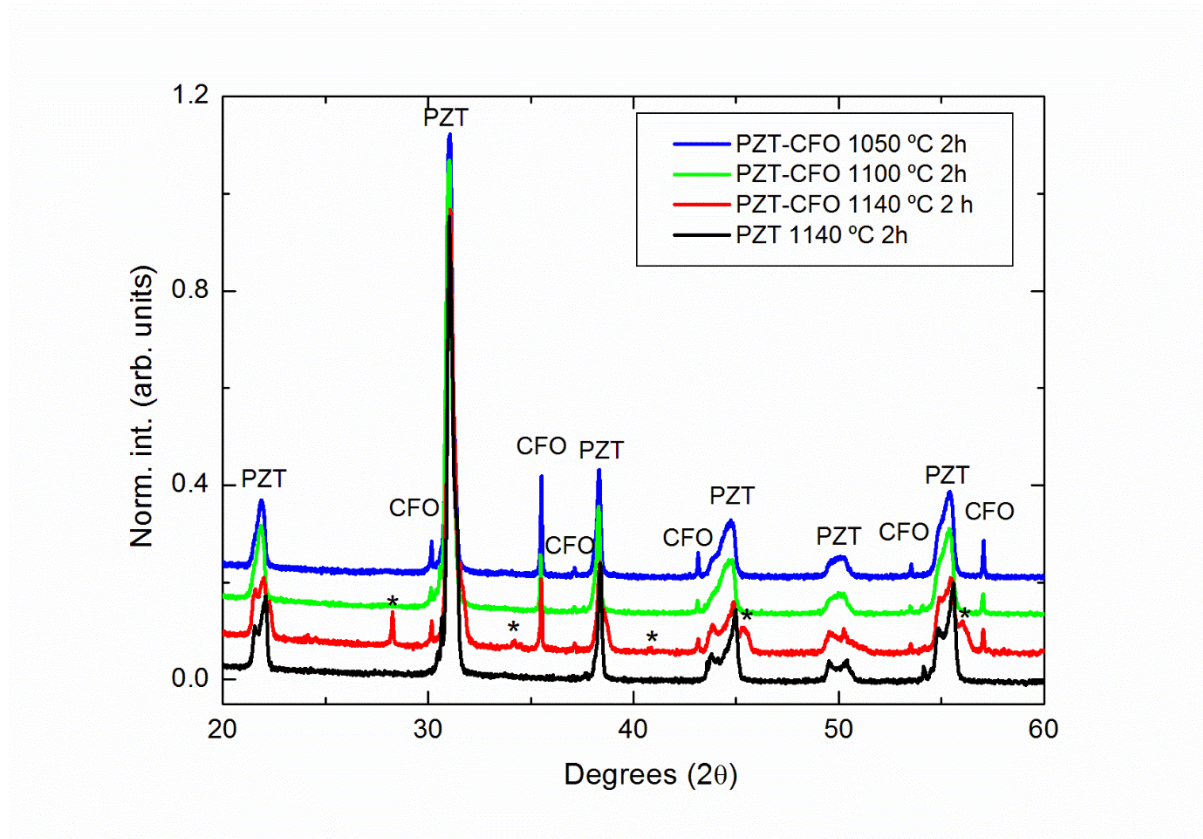 1.2
0.8
0.4
0.0
20
30
40
50
60
Norm. int. (arb. units)
Degrees (2θ)
PZT-CFO 1050 ºC 2h
PZT-CFO 1100 ºC 2h
PZT-CFO 1140 ºC 2 h
PZT 1140 ºC 2h
PZT
CFO
PZT
CFO
CFO
PZT
CFO
PZT
PZT
CFO
PZT
CFO
*
*
*
*
*